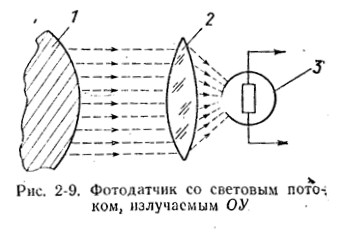 1
2
3
Рис. 2-9. Фотодатчик со световым пото-
ком, излучаемым ОУ